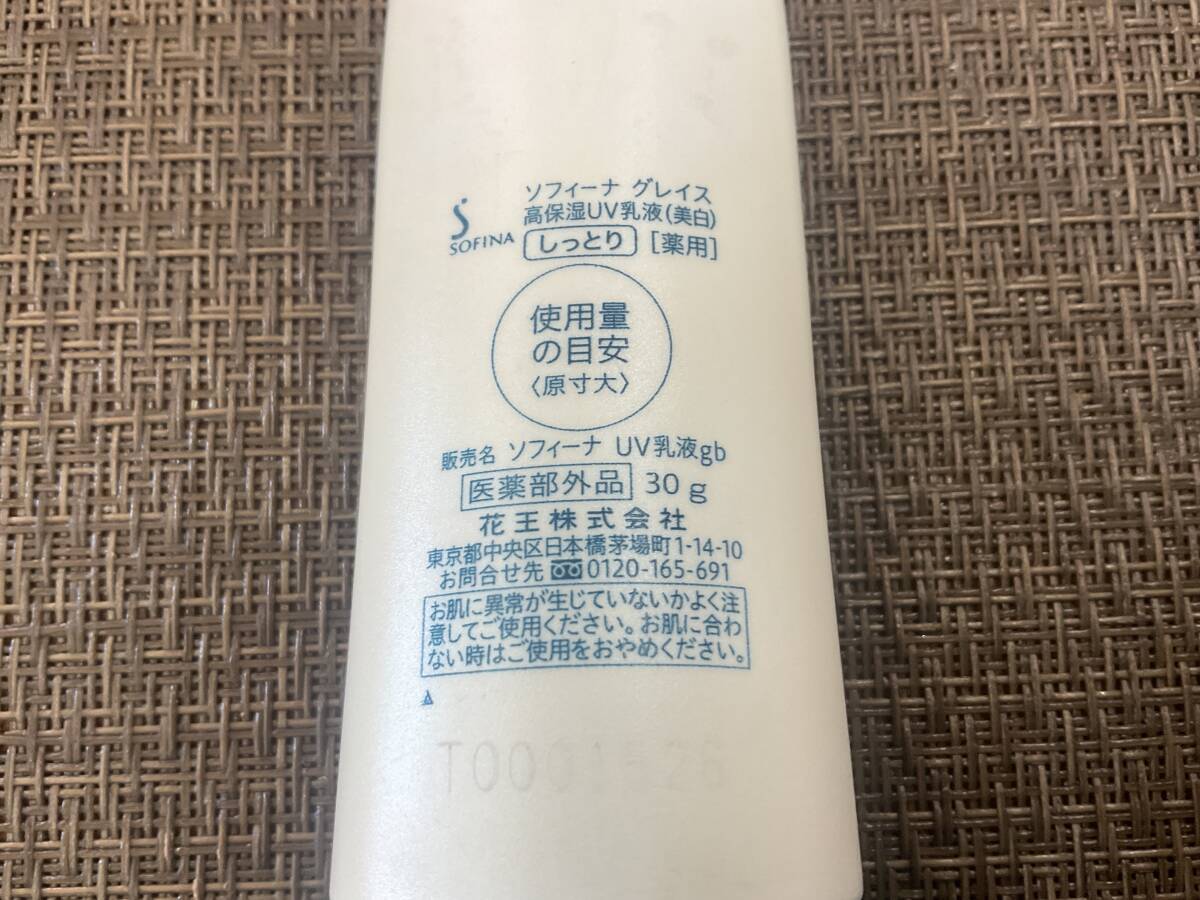 ソフィーナ グレイス
高保湿UV乳液(美白)
SOFINA しっとり [薬用]
使用量
の目安
〈原寸大〉
販売名 ソフィーナ UV乳液gb
医薬部外品 30g
花王株式会社
東京都中央区日本橋茅場町1-14-10
お問合せ先 0120-165-691
お肌に異常が生じていないかよく注
意してご使用ください。お肌に合わ
ない時はご使用をおやめください。